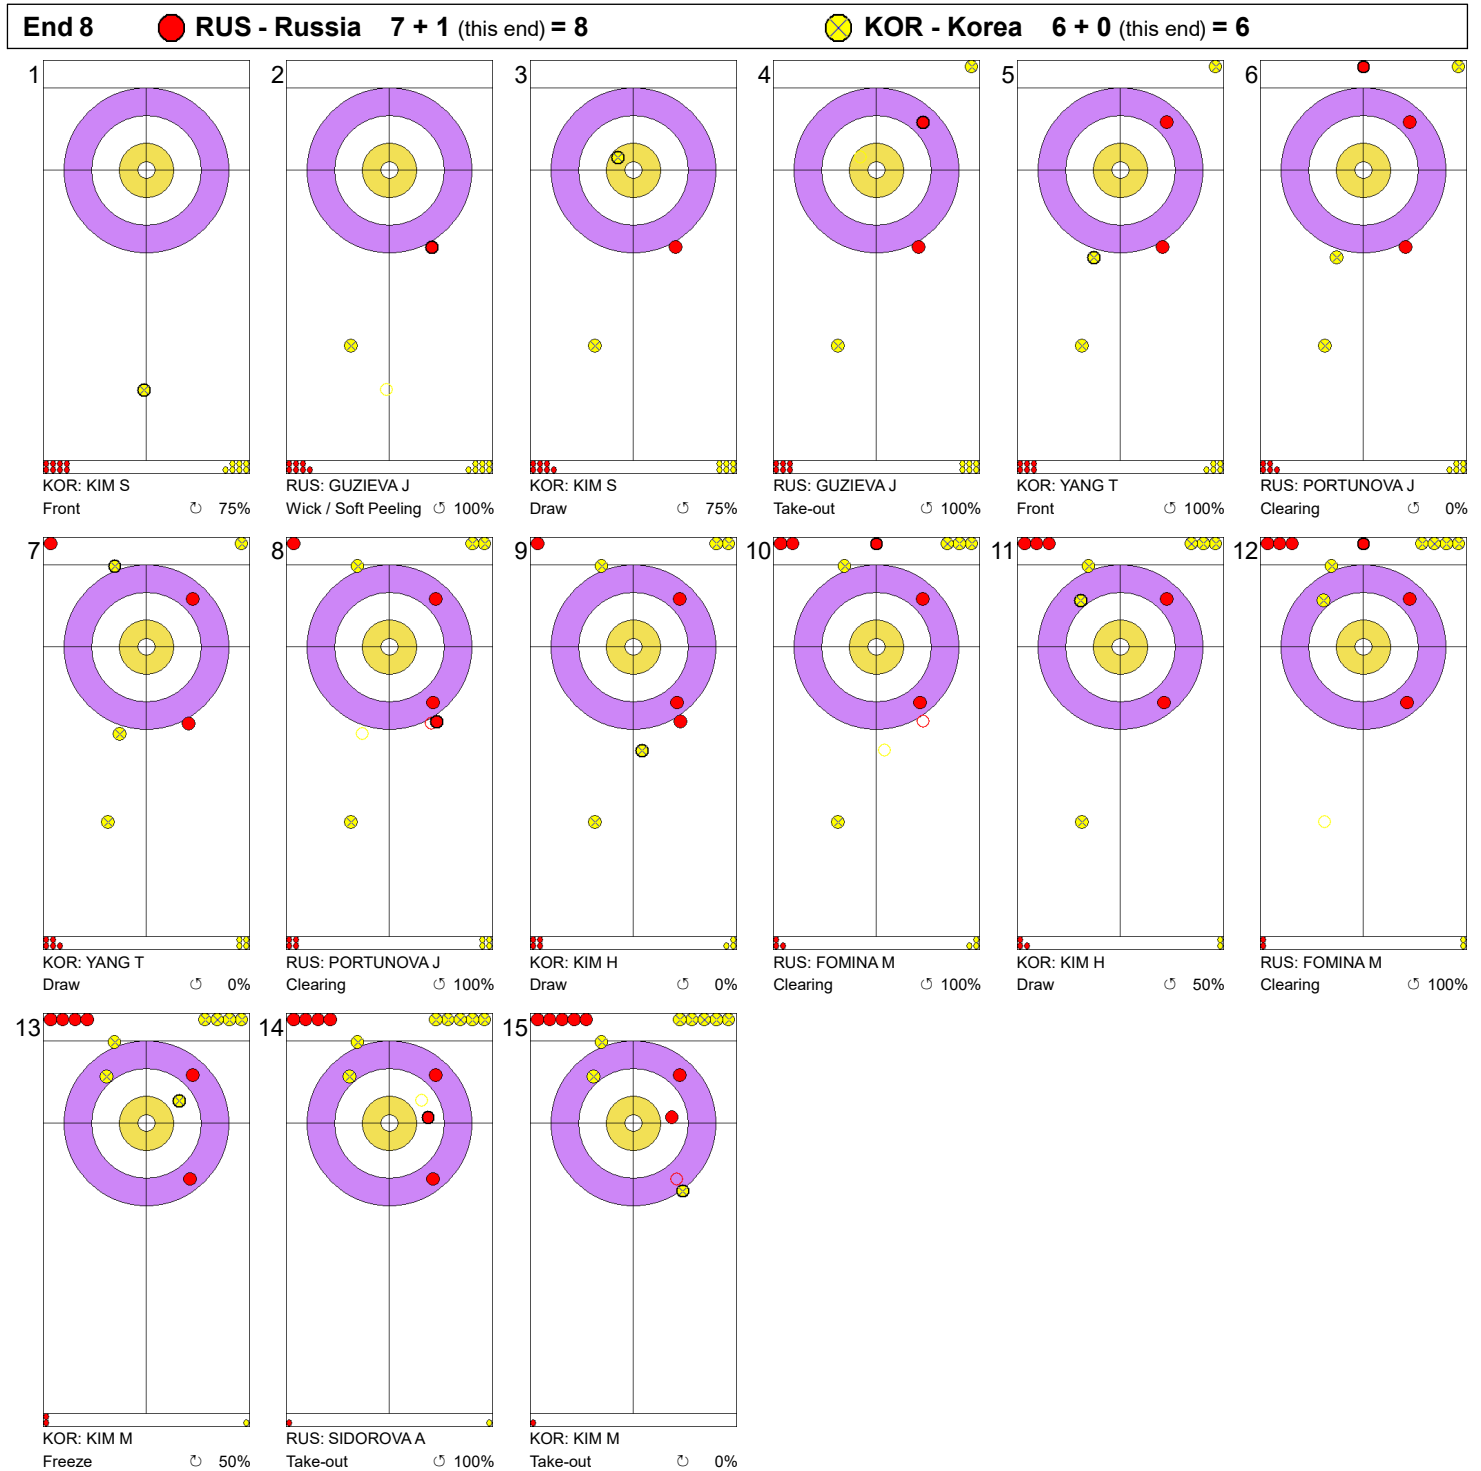 End 8 RUS - Russia 7 + 1 (this end) = 8 KOR - Korea 6 + 0 (this end) = 6
1 2 3 4 5 6
KOR: KIM S RUS: GUZIEVA J KOR: KIM S RUS: GUZIEVA J KOR: YANG T RUS: PORTUNOVA J
Front ↻ 75% Wick / Soft Peeling ↺ 100% Draw ↺ 75% Take-out ↺ 100% Front ↻ 100% Clearing ↺ 0%
7 8 9 10 11 12
KOR: YANG T RUS: PORTUNOVA J KOR: KIM H RUS: FOMINA M KOR: KIM H RUS: FOMINA M
Draw ↺ 0% Clearing ↺ 100% Draw ↺ 0% Clearing ↺ 100% Draw ↺ 50% Clearing ↺ 100%
13 14 15
KOR: KIM M RUS: SIDOROVA A KOR: KIM M
Freeze ↻ 50% Take-out ↻ 100% Take-out ↻ 0%